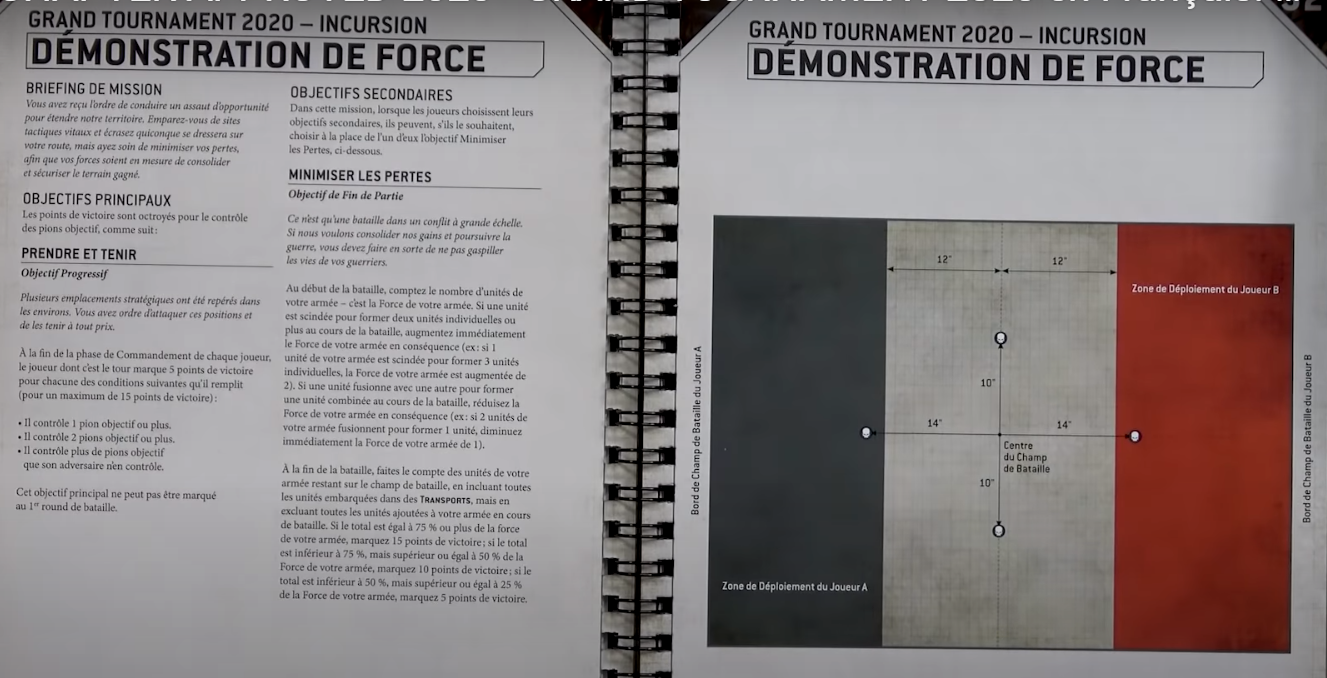 GRAND TOURNAMENT 2020 – INCURSION
DÉMONSTRATION DE FORCE
BRIEFING DE MISSION
Vous avez reçu l'ordre de conduire un assaut d'opportunité
pour étendre notre territoire. Emparez-vous de sites
tactiques vitaux et écrasez quiconque se dressera sur
votre route, mais ayez soin de minimiser vos pertes,
afin que vos forces soient en mesure de consolider
et sécuriser le terrain gagné.
OBJECTIFS PRINCIPAUX
Les points de victoire sont octroyés pour le contrôle
des pions objectif, comme suit :
PRENDRE ET TENIR
Objectif Progressif
Plusieurs emplacements stratégiques ont été repérés dans
les environs. Vous avez ordre d'attaquer ces positions et
de les tenir à tout prix.
À la fin de la phase de Commandement de chaque joueur,
le joueur dont c'est le tour marque 5 points de victoire
pour chacune des conditions suivantes qu'il remplit
(pour un maximum de 15 points de victoire) :
• Il contrôle 1 pion objectif ou plus.
• Il contrôle 2 pions objectif ou plus.
• Il contrôle plus de pions objectif
que son adversaire n'en contrôle.
Cet objectif principal ne peut pas être marqué
au 1er round de bataille.
OBJECTIFS SECONDAIRES
Dans cette mission, lorsque les joueurs choisissent leurs
objectifs secondaires, ils peuvent, s'ils le souhaitent,
choisir à la place de l'un d'eux l'objectif Minimiser
les Pertes, ci-dessous.
MINIMISER LES PERTES
Objectif de Fin de Partie
Ce n'est qu'une bataille dans un conflit à grande échelle.
Si nous voulons consolider nos gains et poursuivre la
guerre, vous devez faire en sorte de ne pas gaspiller
les vies de vos guerriers.
Au début de la bataille, comptez le nombre d'unités de
votre armée – c'est la Force de votre armée. Si une unité
est scindée pour former deux unités individuelles ou
plus au cours de la bataille, augmentez immédiatement
le Force de votre armée en conséquence (ex : si 1
unité de votre armée est scindée pour former 3 unités
individuelles, la Force de votre armée est augmentée de
2). Si une unité fusionne avec une autre pour former
une unité combinée au cours de la bataille, réduisez la
Force de votre armée en conséquence (ex : si 2 unités de
votre armée fusionnent pour former 1 unité, diminuez
immédiatement la Force de votre armée de 1).
À la fin de la bataille, faites le compte des unités de votre
armée restant sur le champ de bataille, en incluant toutes
les unités embarquées dans des TRANSPORTS, mais en
excluant toutes les unités ajoutées à votre armée en cours
de bataille. Si le total est égal à 75 % ou plus de la force
de votre armée, marquez 15 points de victoire ; si le total
est inférieur à 75 %, mais supérieur ou égal à 50 % de la
Force de votre armée, marquez 10 points de victoire ; si le
total est inférieur à 50 %, mais supérieur ou égal à 25 %
de la Force de votre armée, marquez 5 points de victoire.
GRAND TOURNAMENT 2020 – INCURSION
DÉMONSTRATION DE FORCE
12"
12"
Zone de Déploiement du Joueur B
10"
14"
14"
Centre
du Champ
de Bataille
10"
Zone de Déploiement du Joueur A
Bord de Champ de Bataille du Joueur A
Bord de Champ de Bataille du Joueur B